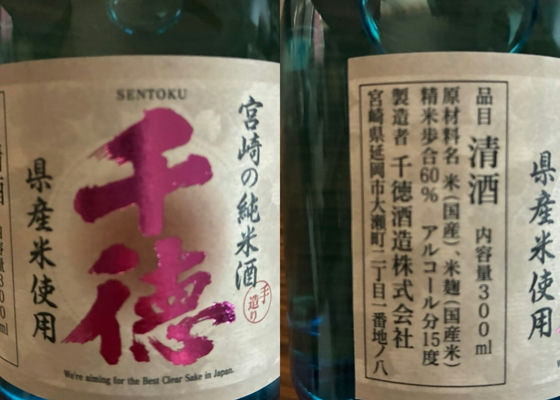 SENTOKU
宮崎の純米酒
手造り
千徳
県産米使用
We're aiming for the Best Clear Sake in Japan.
品目 清酒 内容量300ml
原材料名 米(国産)、米麹(国産米)
精米歩合60% アルコール分15度
製造者 千徳酒造株式会社
宮崎県延岡市大瀬町二丁目一番地ノ八
県産米使用